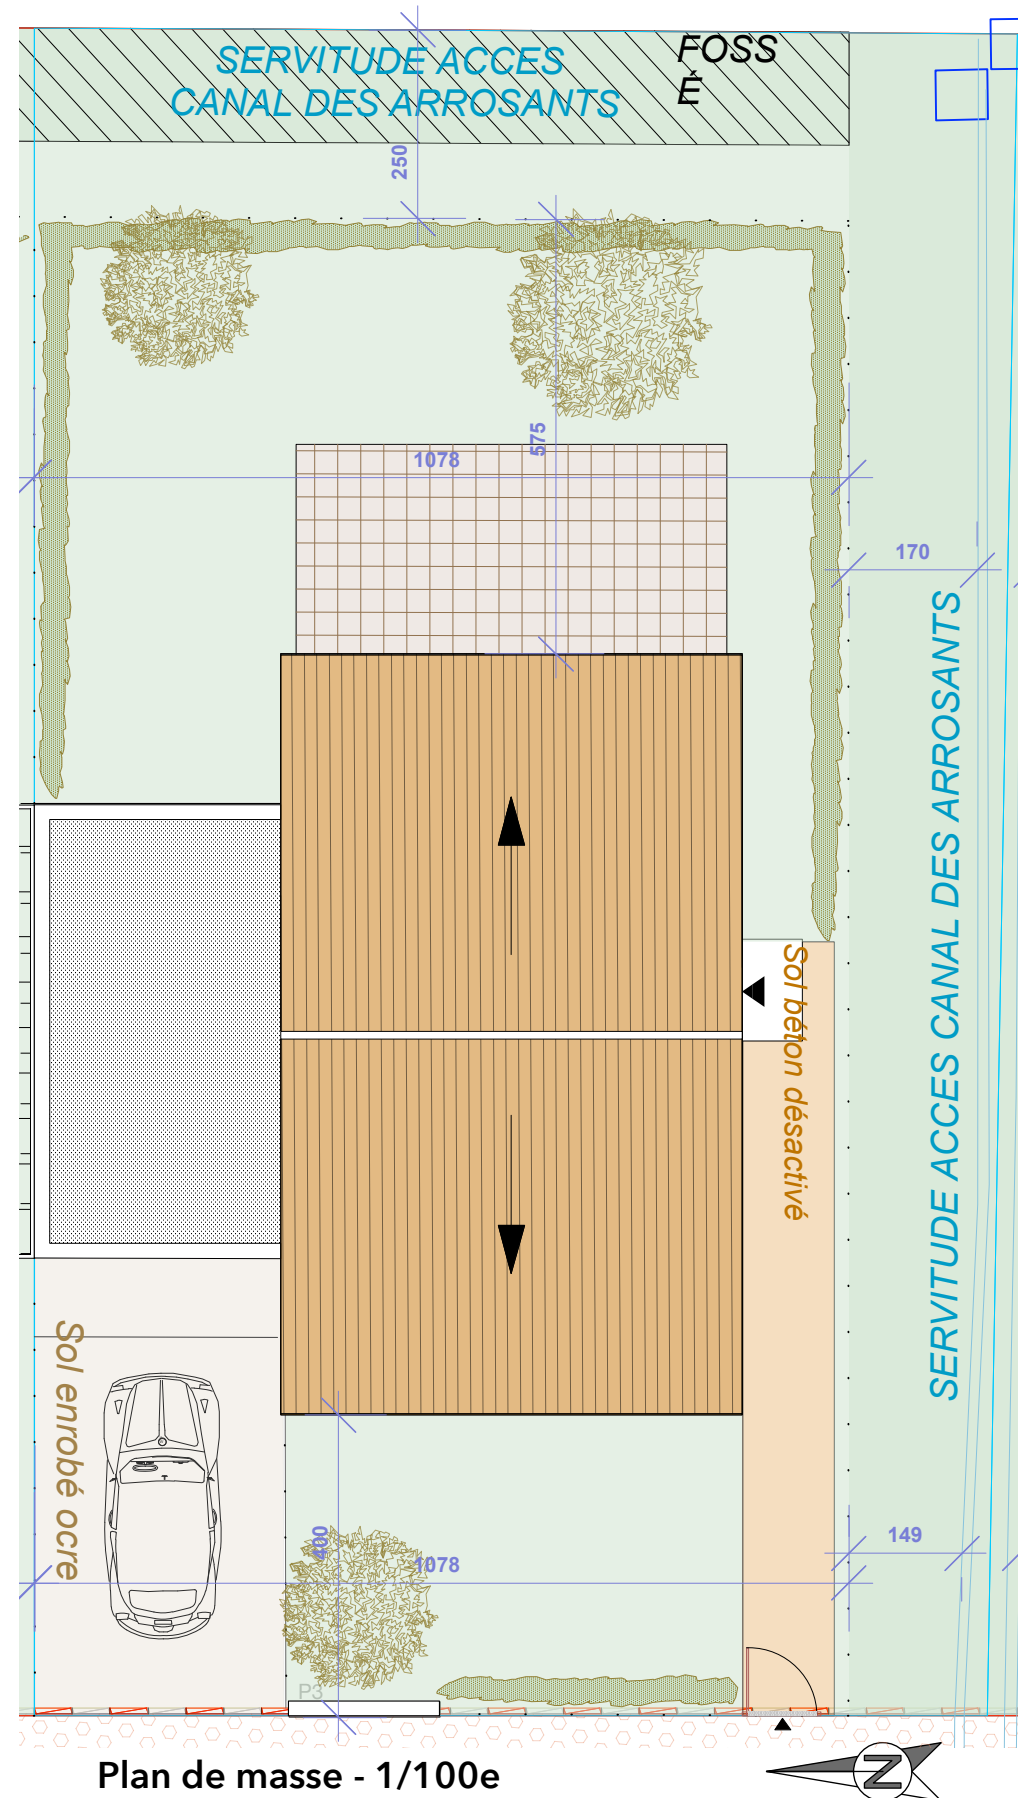 SERVITUDE ACCES
CANAL DES ARROSANTS
FOSS
É
250
575
1078
170
SERVITUDE ACCES CANAL DES ARROSANTS
Sol béton désactivé
Sol enrobé ocre
400
1078
149
P3
Plan de masse - 1/100e
N